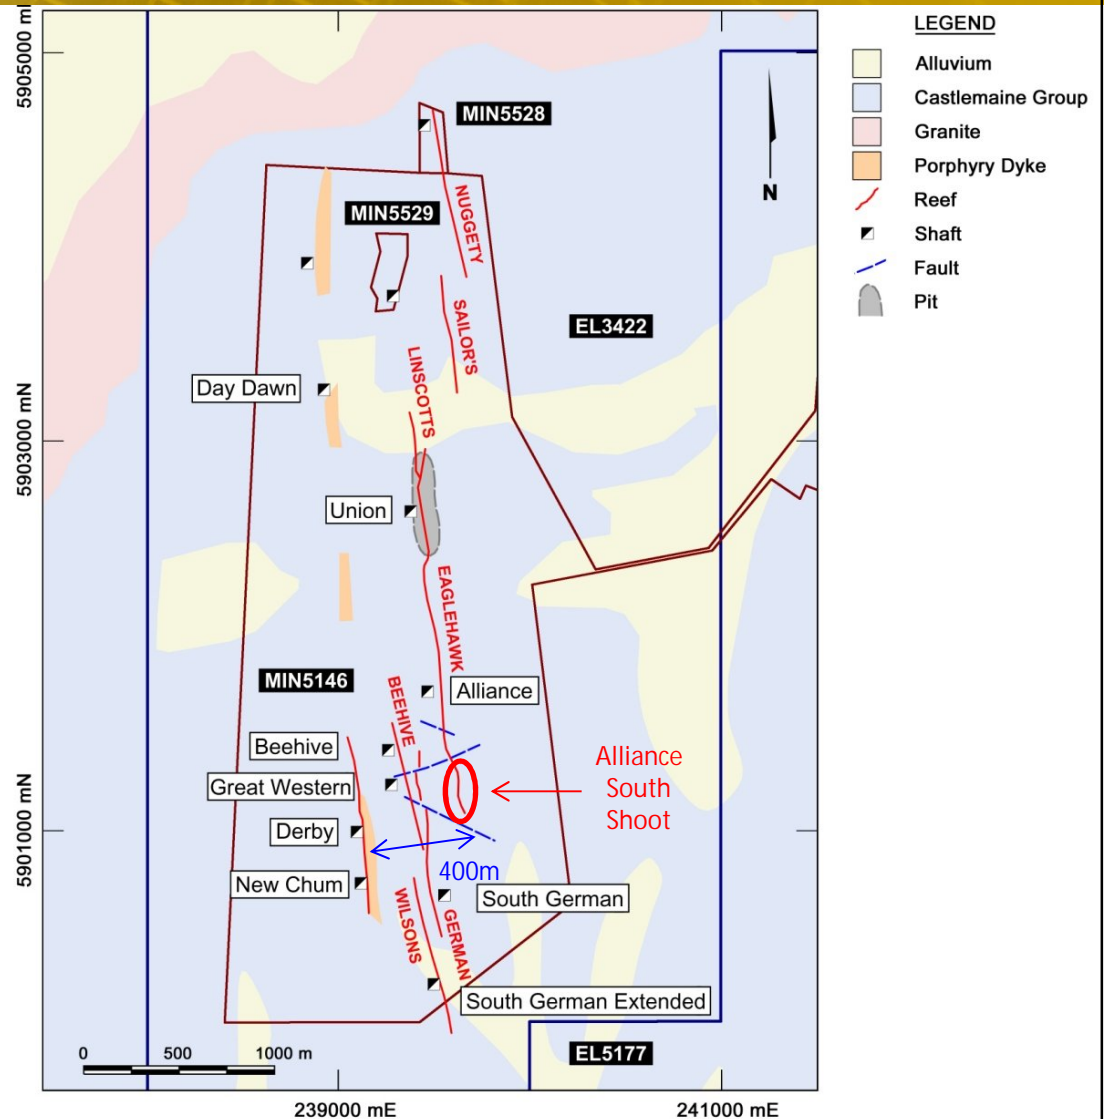 5905000 mN
5903000 mN
5901000 mN
239000 mE
241000 mE
LEGEND
Alluvium
Castlemaine Group
Granite
Porphyry Dyke
Reef
Shaft
Fault
Pit
N
MIN5528
MIN5529
NUGGETY
SAILOR'S
EL3422
LINSCOTTS
Day Dawn
Union
EAGLEHAWK
MIN5146
Alliance
BEEHIVE
Beehive
Great Western
Derby
New Chum
Alliance
South
Shoot
400m
South German
WILSONS
GERMAN
South German Extended
EL5177
0 500 1000 m